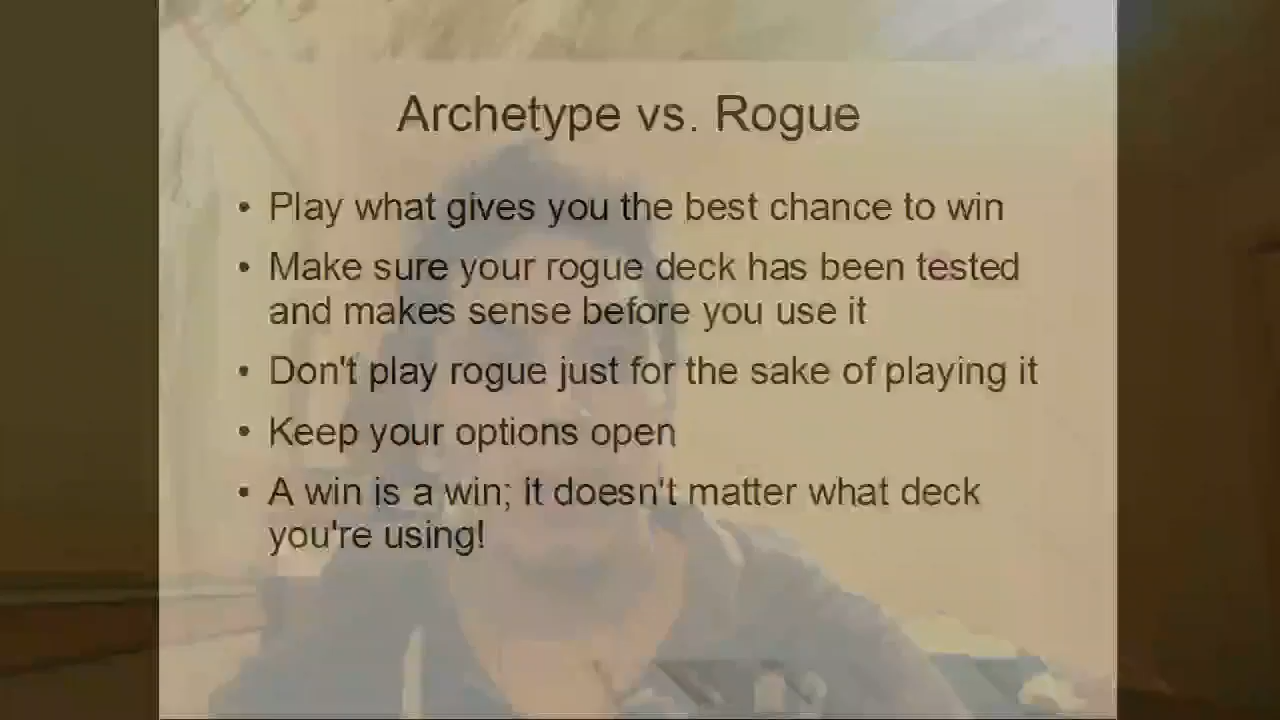 Archetype vs. Rogue
• Play what gives you the best chance to win
• Make sure your rogue deck has been tested
and makes sense before you use it
• Don't play rogue just for the sake of playing it
• Keep your options open
• A win is a win; it doesn't matter what deck
you're using!